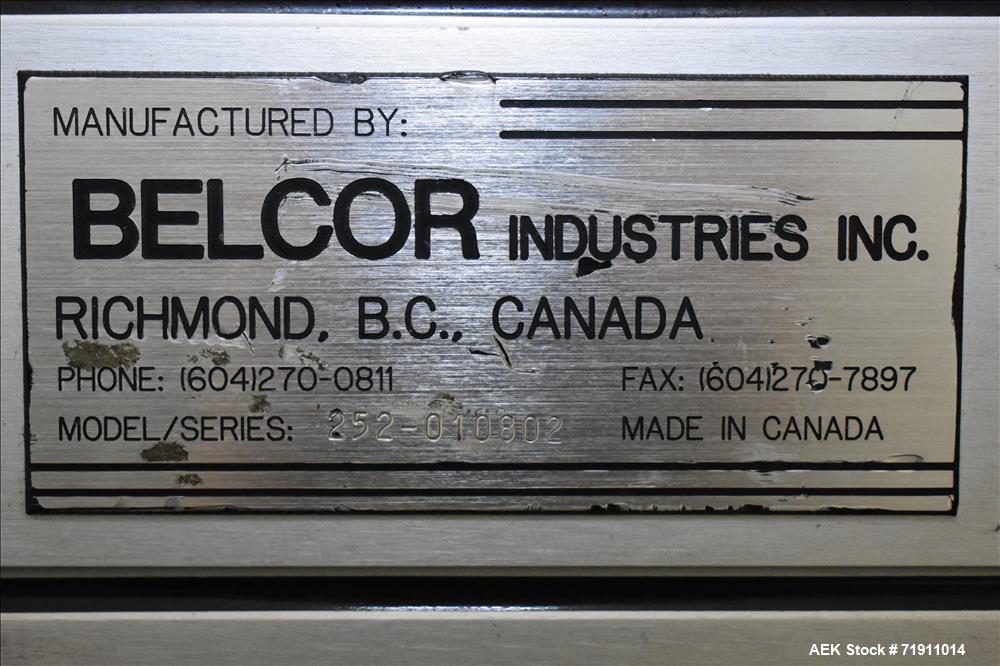 MANUFACTURED BY:
BELCOR INDUSTRIES INC.
RICHMOND, B.C., CANADA
PHONE: (604)270-0811 FAX: (604)270-7897
MODEL/SERIES: 252-010802 MADE IN CANADA
AEK Stock # 71911014